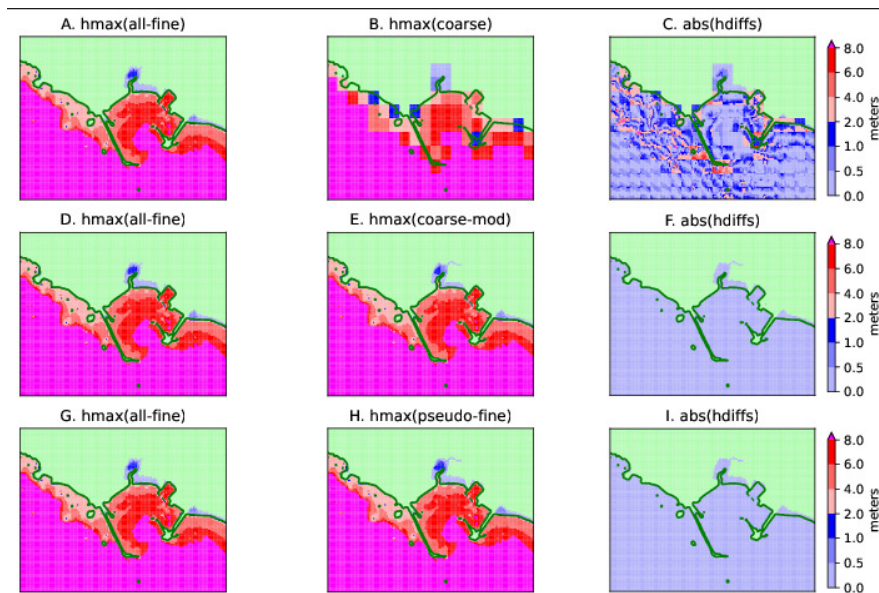 A. hmax(all-fine)
B. hmax(coarse)
C. abs(hdiffs)
8.0
6.0
4.0
2.0
1.0
0.5
0.0
meters
D. hmax(all-fine)
E. hmax(coarse-mod)
F. abs(hdiffs)
8.0
6.0
4.0
2.0
1.0
0.5
0.0
meters
G. hmax(all-fine)
H. hmax(pseudo-fine)
I. abs(hdiffs)
8.0
6.0
4.0
2.0
1.0
0.5
0.0
meters